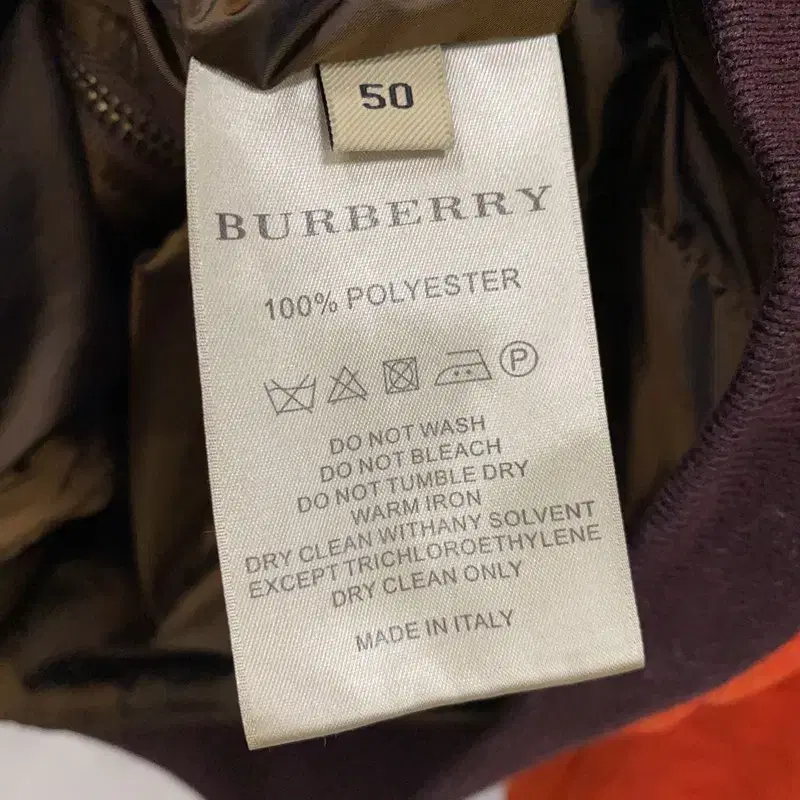 50
BURBERRY
100% POLYESTER
P
DO NOT WASH
DO NOT BLEACH
DO NOT TUMBLE DRY
WARM IRON
DRY CLEAN WITHANY SOLVENT
EXCEPT TRICHLOROETHYLENE
DRY CLEAN ONLY
MADE IN ITALY